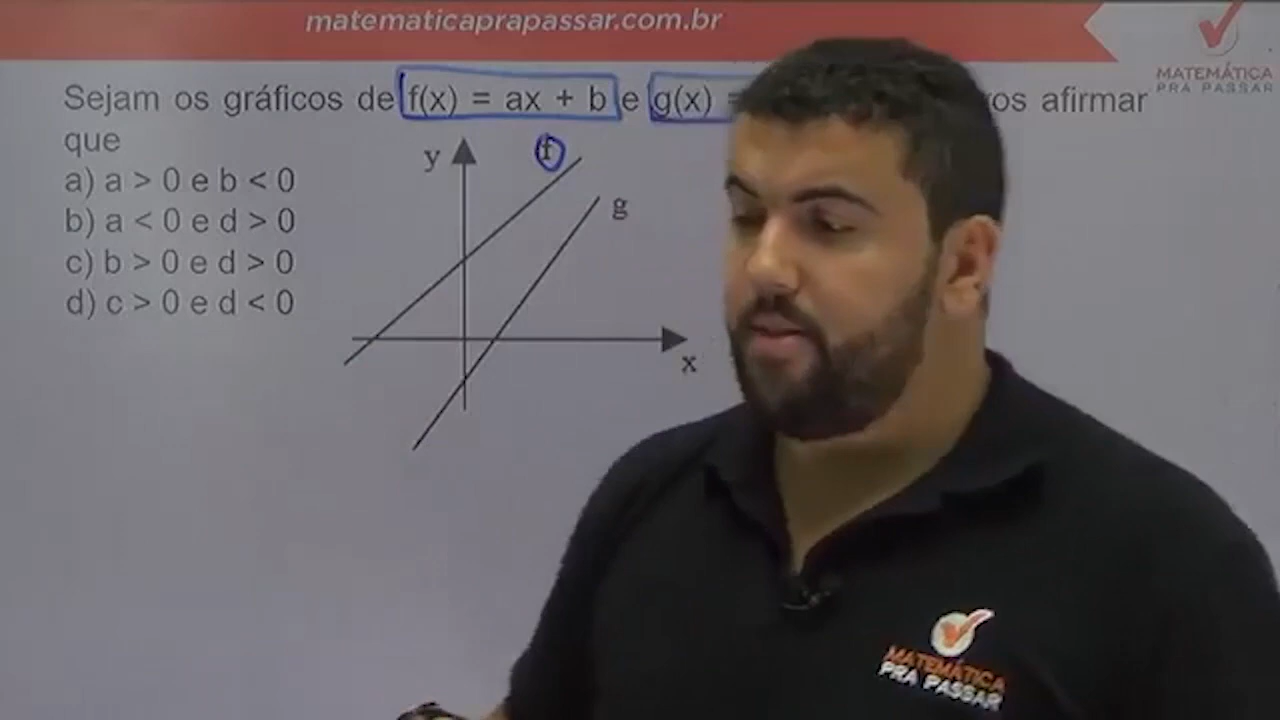 matematicaprapassar.com.br
MATEMÁTICA
PRA PASSAR
Sejam os gráficos de f(x) = ax + b e g(x) = afirmar
que
a) a > 0 e b < 0
b) a < 0 e d > 0
c) b > 0 e d > 0
d) c > 0 e d < 0
y
f
g
x
MATEMÁTICA
PRA PASSAR